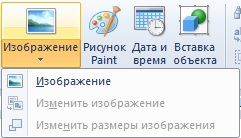 Изображение
Рисунок Paint
Дата и время
Вставка объекта
Изображение
Изменить изображение
Изменить размеры изображения